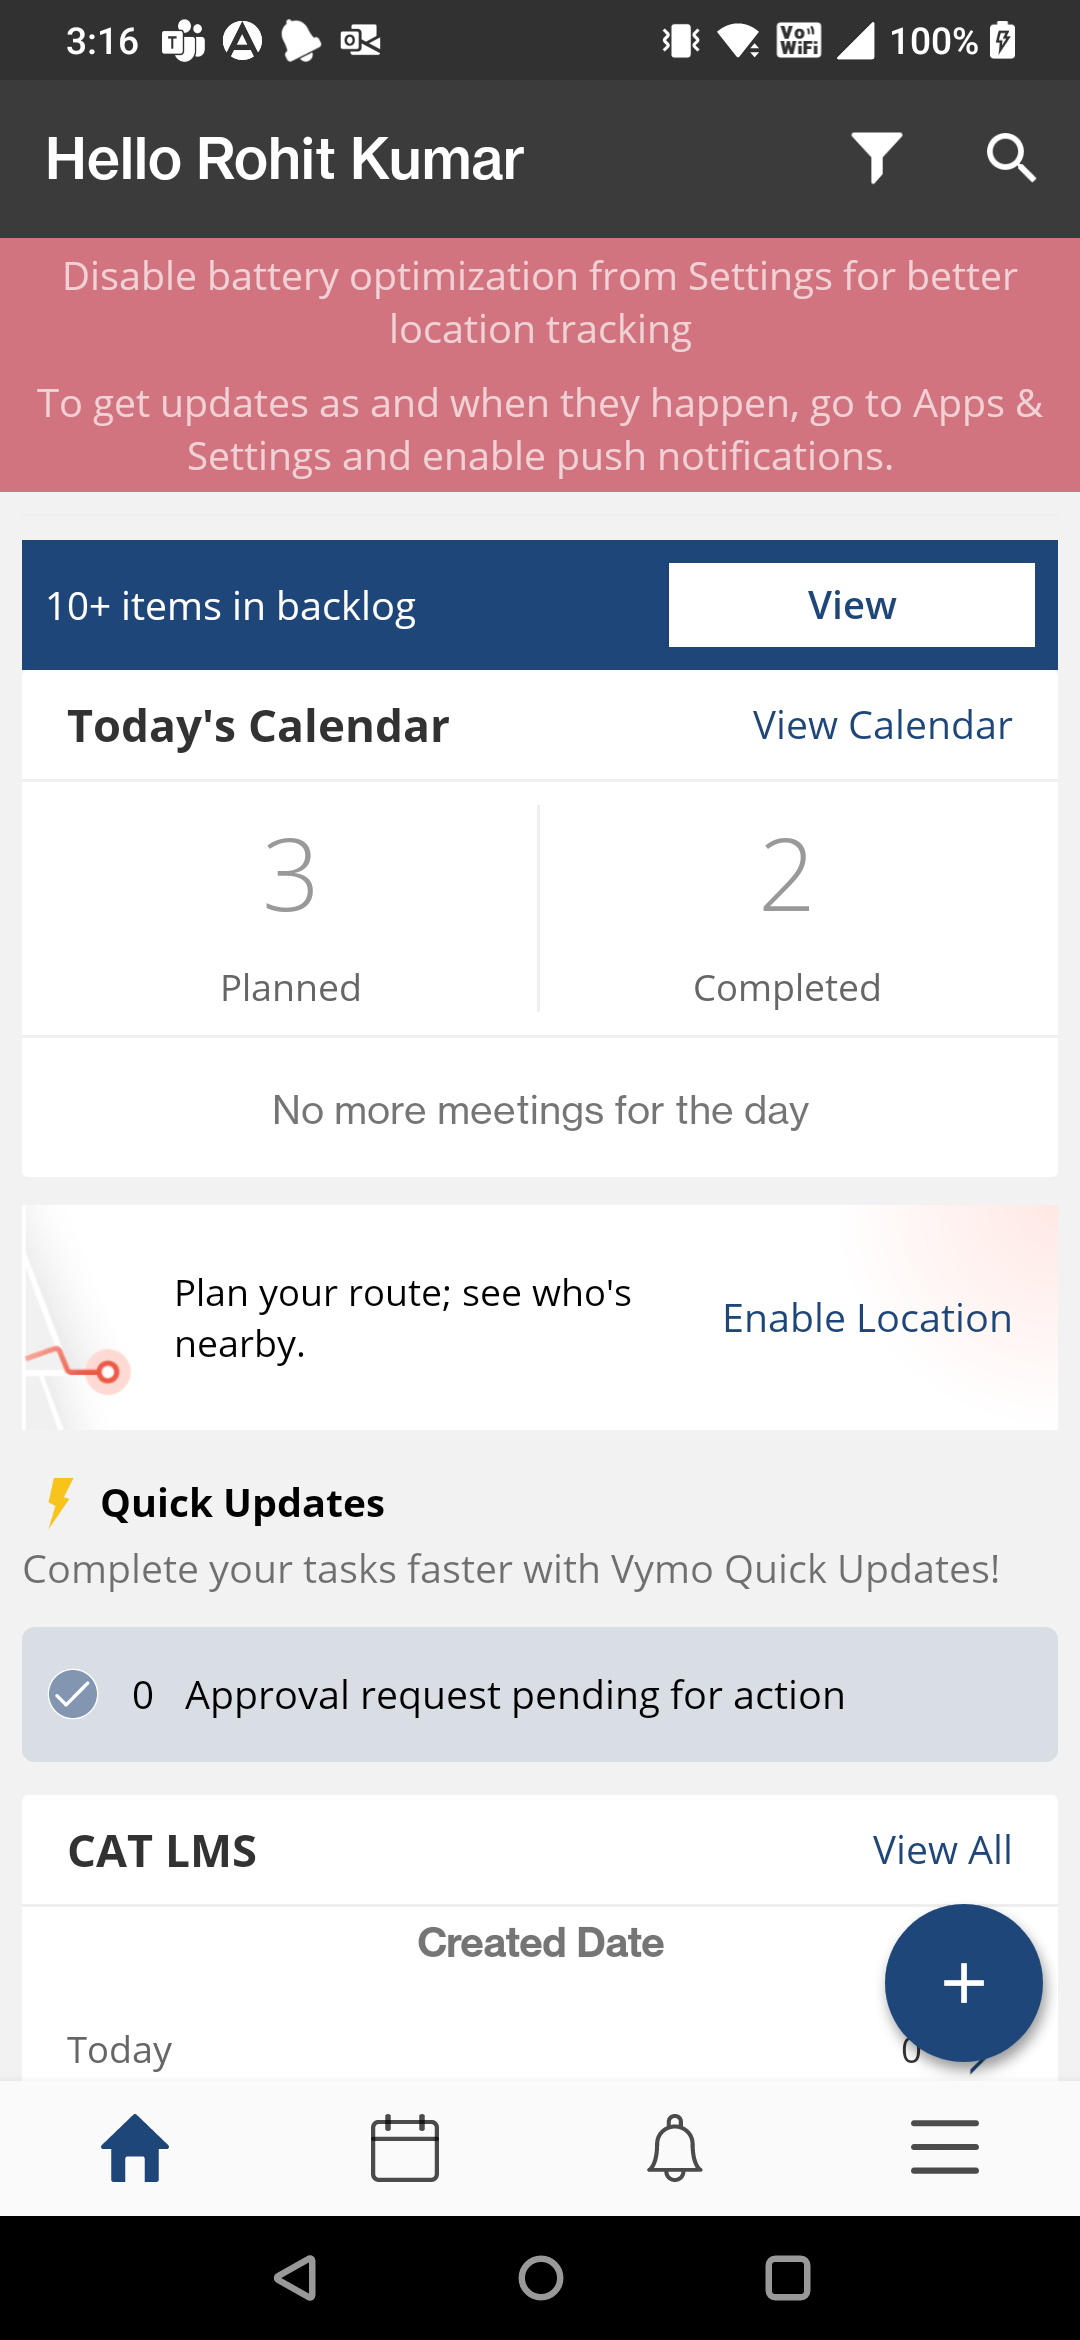 3:16
100%
Hello Rohit Kumar
Disable battery optimization from Settings for better
location tracking
To get updates as and when they happen, go to Apps &
Settings and enable push notifications.
10+ items in backlog
View
Today's Calendar
View Calendar
3
2
Planned
Completed
No more meetings for the day
Plan your route; see who's
nearby.
Enable Location
Quick Updates
Complete your tasks faster with Vymo Quick Updates!
0 Approval request pending for action
CAT LMS
View All
Created Date
Today
0